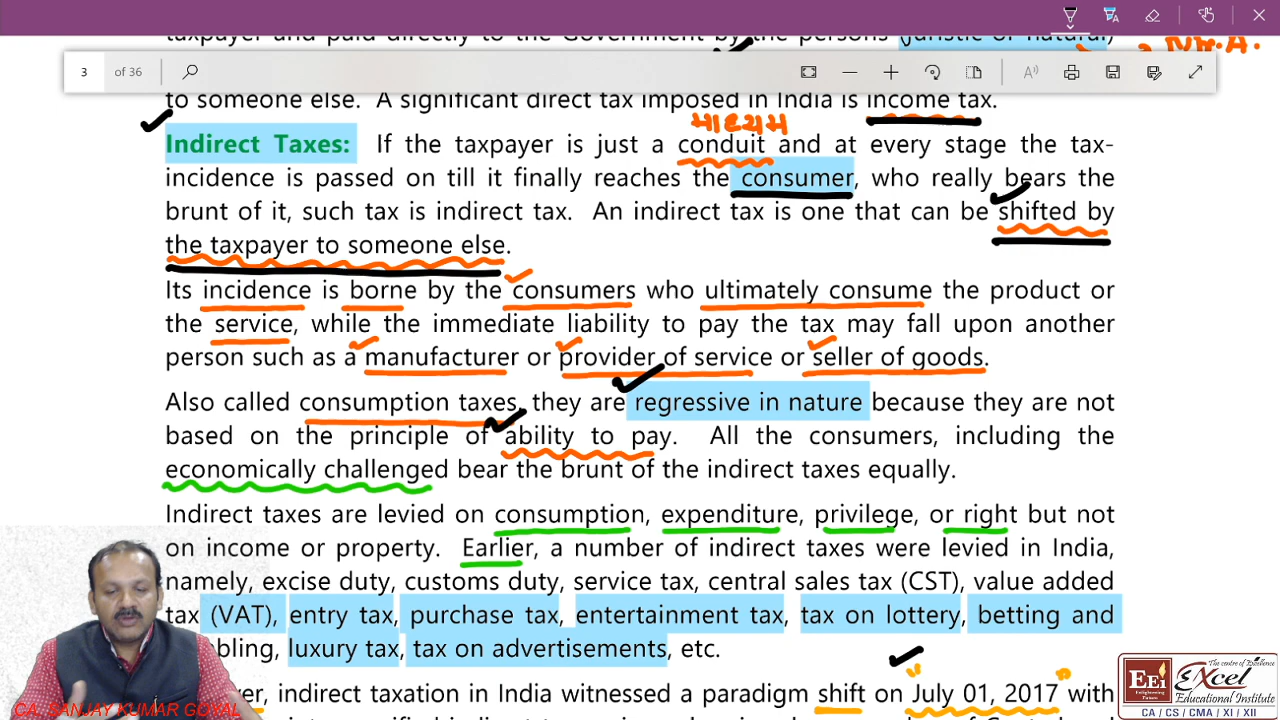 taxpayer and paid directly to the Government by the persons (juristic or natural)
3 of 36
to someone else. A significant direct tax imposed in India is income tax.
माध्यम
Indirect Taxes: If the taxpayer is just a conduit and at every stage the tax-
incidence is passed on till it finally reaches the consumer, who really bears the
brunt of it, such tax is indirect tax. An indirect tax is one that can be shifted by
the taxpayer to someone else.
Its incidence is borne by the consumers who ultimately consume the product or
the service, while the immediate liability to pay the tax may fall upon another
person such as a manufacturer or provider of service or seller of goods.
Also called consumption taxes, they are regressive in nature because they are not
based on the principle of ability to pay. All the consumers, including the
economically challenged bear the brunt of the indirect taxes equally.
Indirect taxes are levied on consumption, expenditure, privilege, or right but not
on income or property. Earlier, a number of indirect taxes were levied in India,
namely, excise duty, customs duty, service tax, central sales tax (CST), value added
tax (VAT), entry tax, purchase tax, entertainment tax, tax on lottery, betting and
bling, luxury tax, tax on advertisements, etc.
er, indirect taxation in India witnessed a paradigm shift on July 01, 2017 with
CA. SANJAY KUMAR GOYAL
EEi
Enlightening Future
The centre of Excellence
Excel
Educational Institute
CA / CS / CMA / XI / XII